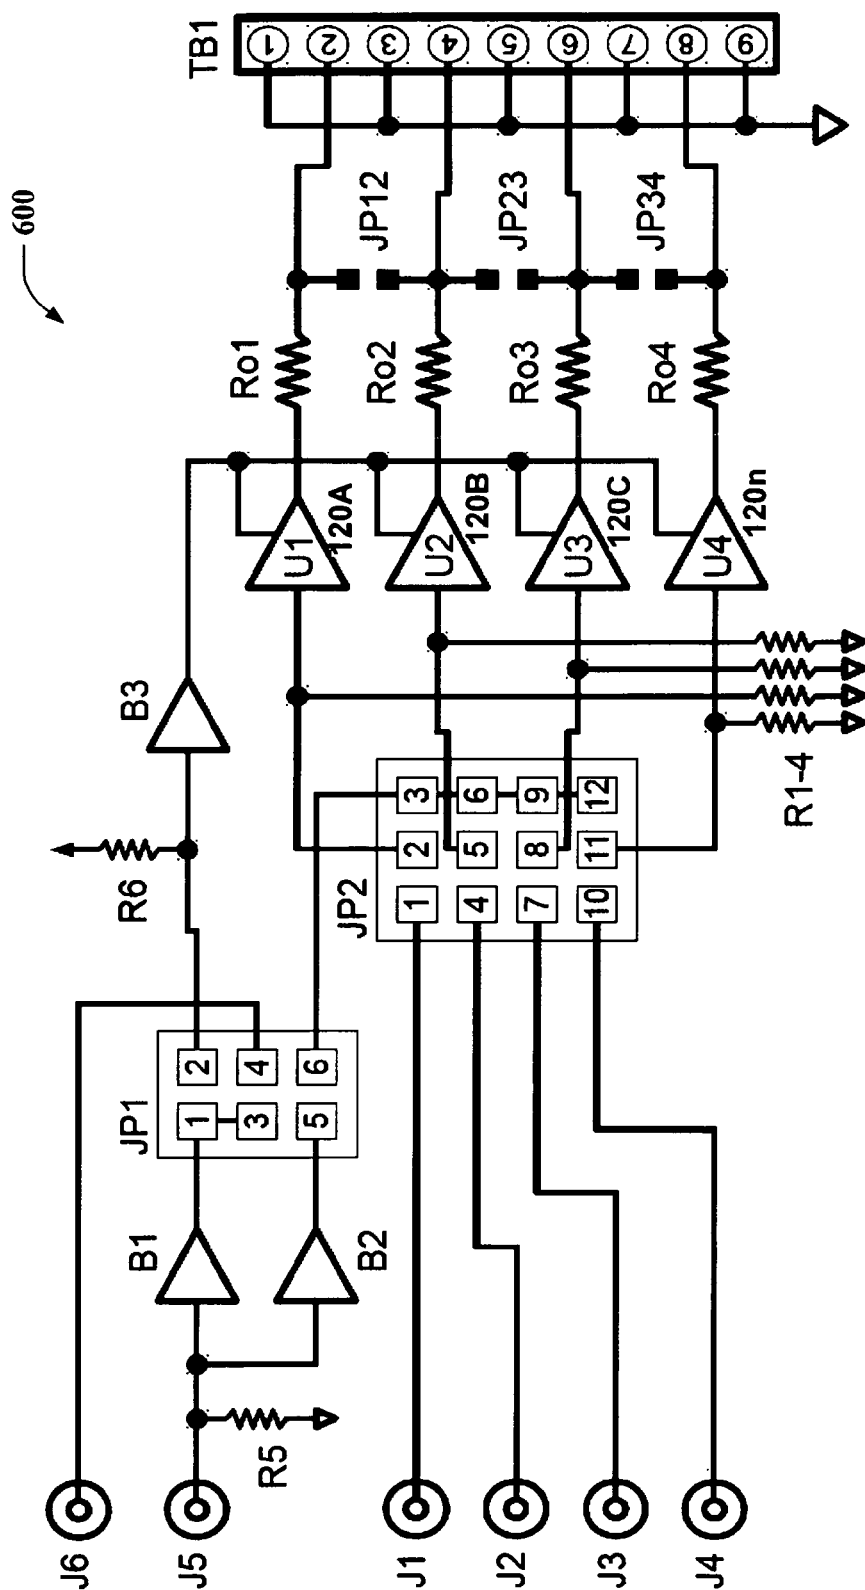 600
TB1
1 2 3 4 5 6 7 8 9
JP12
JP23
JP34
Ro1
Ro2
Ro3
Ro4
U1
120A
U2
120B
U3
120C
U4
120n
B3
R6
R1-4
JP2
3 6 9 12
2 5 8 11
1 4 7 10
JP1
2 4 6
1 3 5
B1
B2
R5
J6
J5
J1
J2
J3
J4